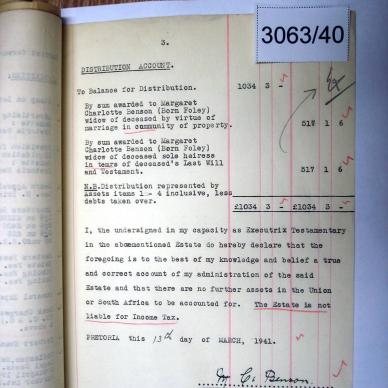 3063/40
3.
DISTRIBUTION ACCOUNT.
To Balance for Distribution. 1034 3 -
By sum awarded to Margaret
Charlotte Benson (Born Foley)
widow of deceased by virtue of
marriage in community of property. 517 1 6
By sum awarded to Margaret
Charlotte Benson (Born Foley)
widow of deceased sole hairess
in temrs of deceased's Last Will
and Testament. 517 1 6
N.B. Distribution represented by
Assets items 1 - 4 inclusive, less
debts taken over. £1034 3 - £1034 3 -
I, the undersigned in my capacity as Executrix Testamentary
in the abovementioned Estate do hereby declare that the
foregoing is to the best of my knowledge and belief a true
and correct account of my administration of the said
Estate and that there are no further assets in the Union
or South Africa to be accounted for. The Estate is not
liable for Income Tax.
PRETORIA this 13th day of MARCH, 1941.
M. C. Benson